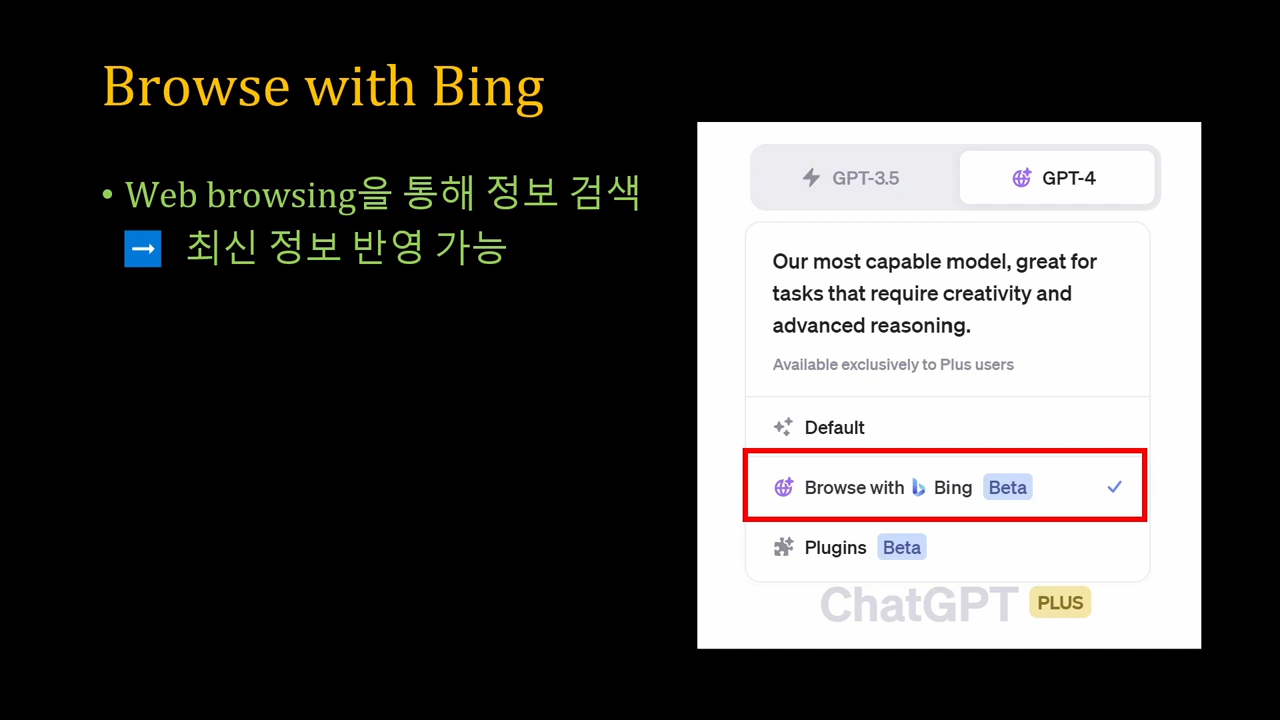 Browse with Bing
• Web browsing을 통해 정보 검색
➡ 최신 정보 반영 가능
GPT-3.5
GPT-4
Our most capable model, great for
tasks that require creativity and
advanced reasoning.
Available exclusively to Plus users
Default
Browse with Bing Beta
Plugins Beta
ChatGPT PLUS